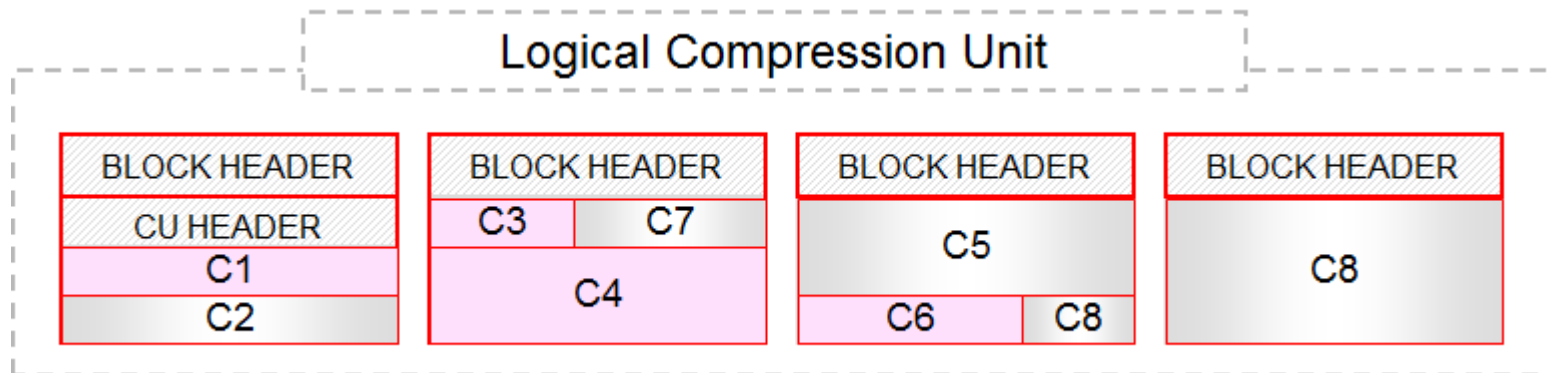 Logical Compression Unit
BLOCK HEADER
CU HEADER
C1
C2
BLOCK HEADER
C3 C7
C4
BLOCK HEADER
C5
C6 C8
BLOCK HEADER
C8